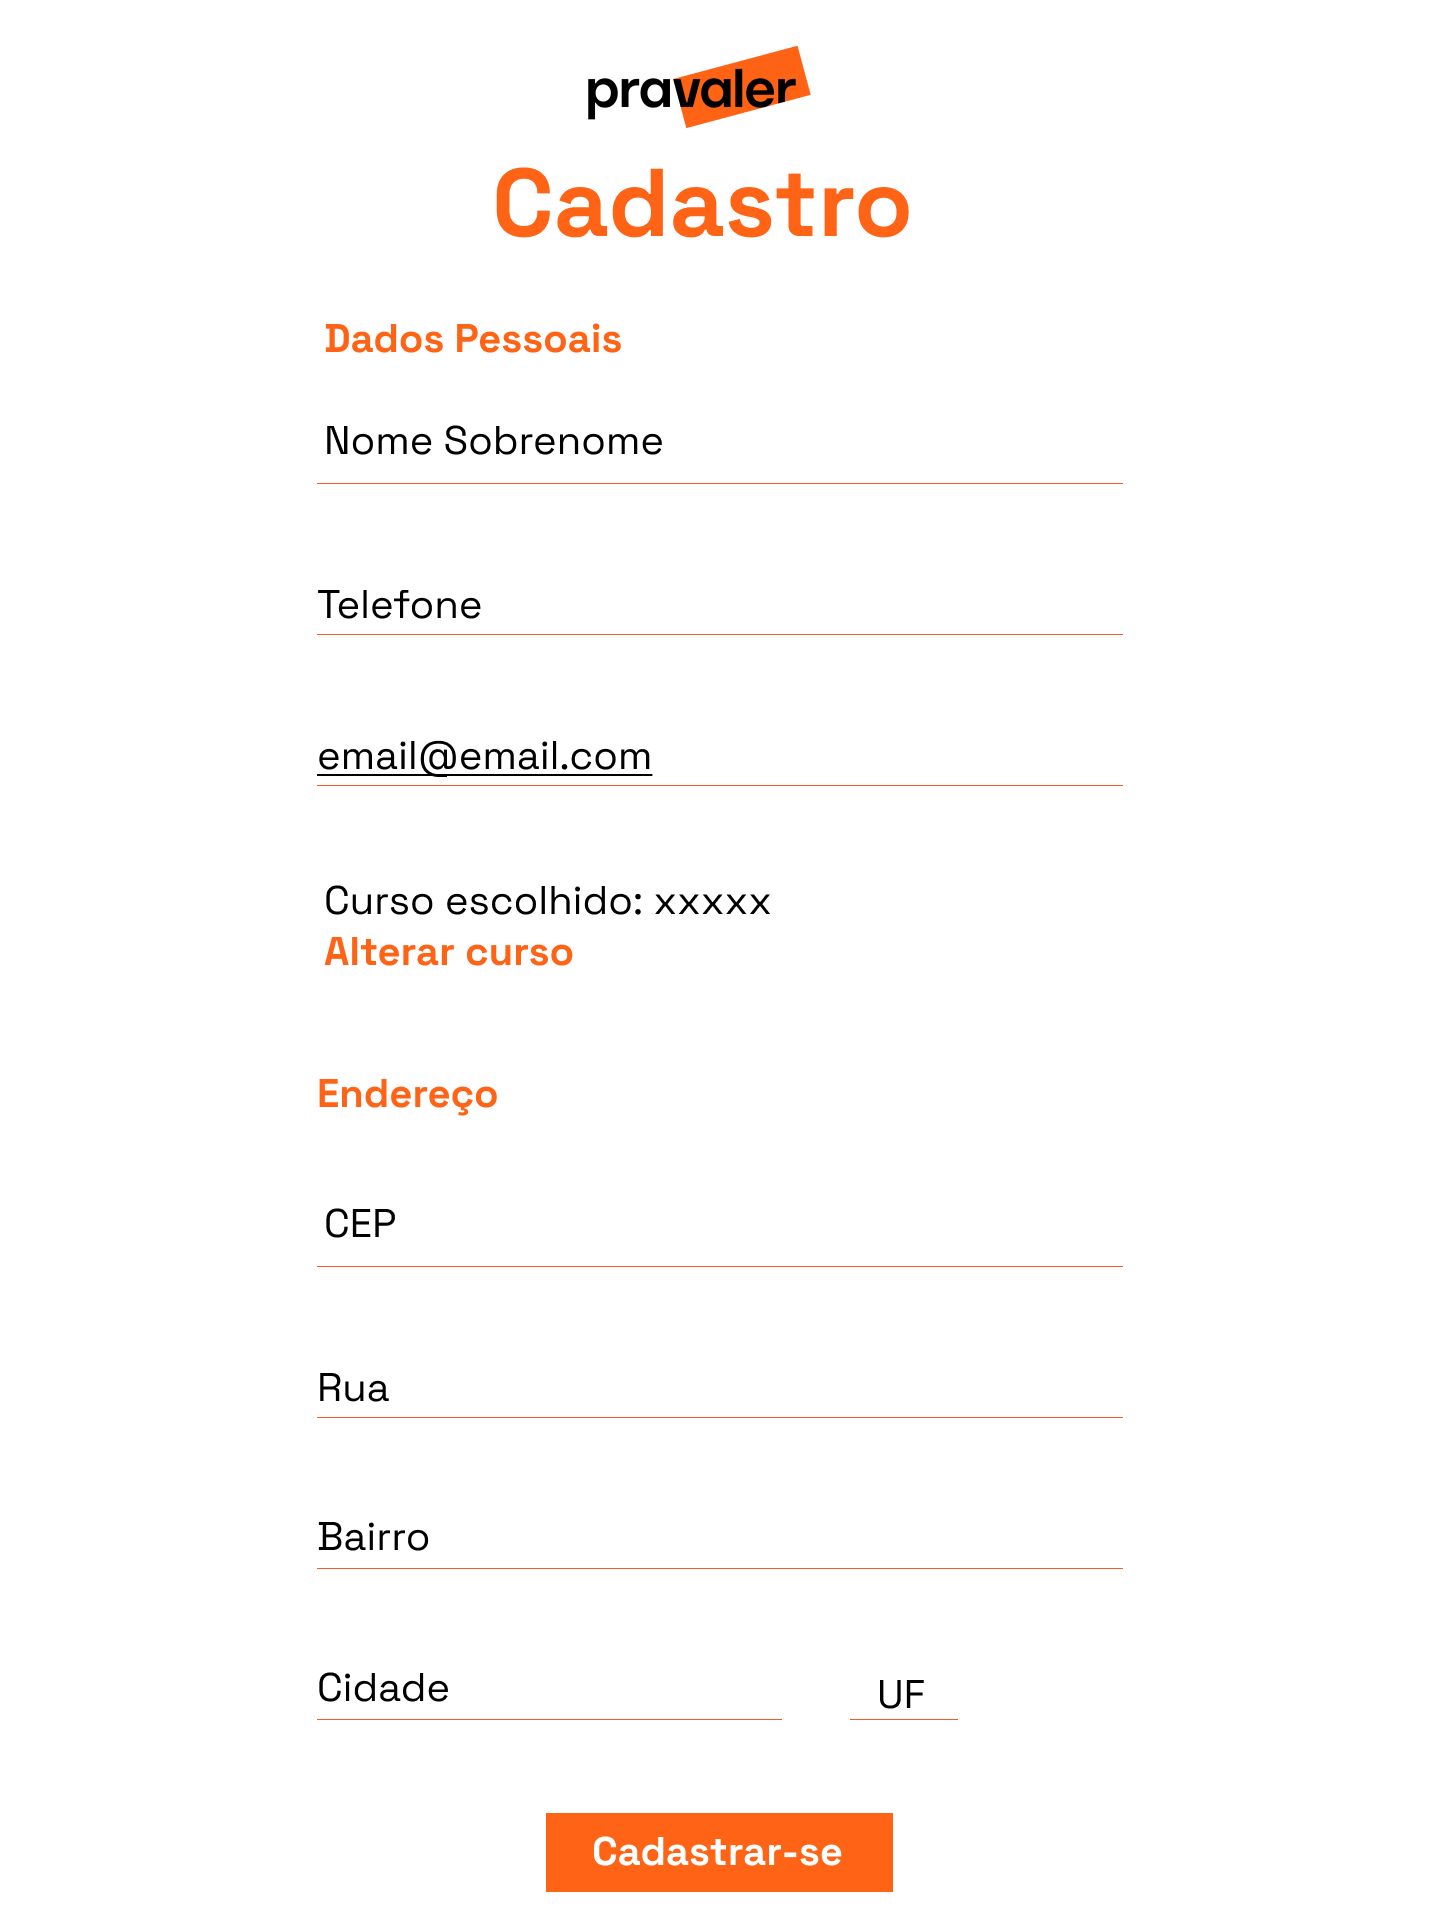 pravaler
Cadastro
Dados Pessoais
Nome Sobrenome
Telefone
email@email.com
Curso escolhido: xxxxx
Alterar curso
Endereço
CEP
Rua
Bairro
Cidade UF
Cadastrar-se